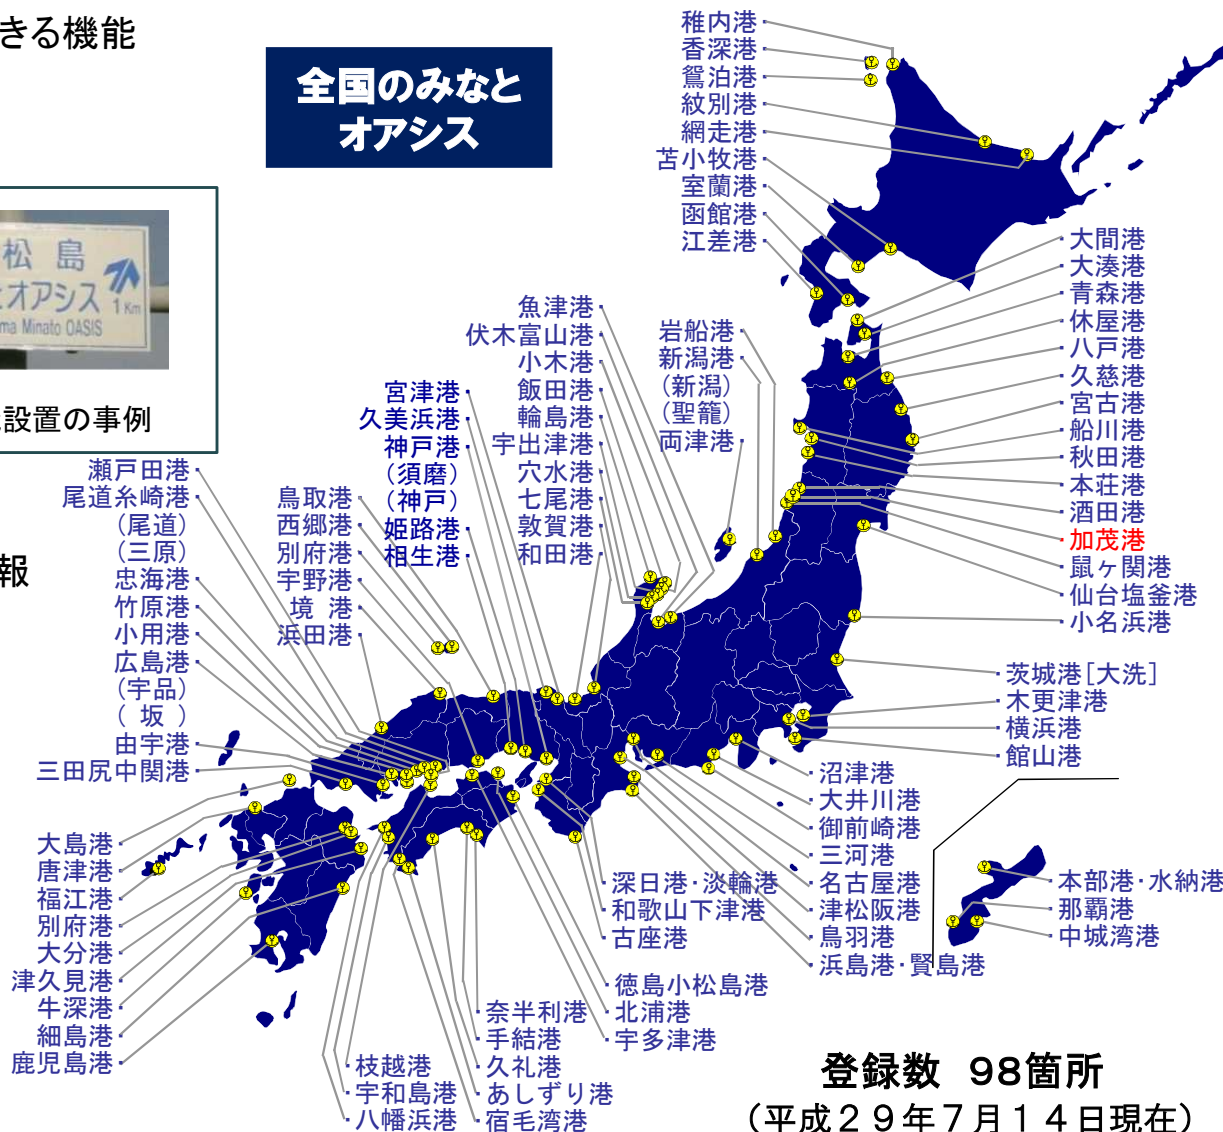 きる機能
全国のみなと
オアシス
松島
オアシス
1Km
ma Minato OASIS
設置の事例
報
稚内港
香深港
鴛泊港
紋別港
網走港
苫小牧港
室蘭港
函館港
江差港
大間港
大湊港
青森港
休屋港
八戸港
久慈港
宮古港
船川港
秋田港
本荘港
酒田港
加茂港
鼠ヶ関港
仙台塩釜港
小名浜港
茨城港[大洗]
木更津港
横浜港
館山港
岩船港
新潟港
(新潟)
(聖籠)
両津港
魚津港
伏木富山港
小木港
飯田港
輪島港
宇出津港
穴水港
七尾港
敦賀港
和田港
宮津港
久美浜港
神戸港
(須磨)
(神戸)
姫路港
相生港
鳥取港
西郷港
別府港
宇野港
境 港
浜田港
瀬戸田港
尾道糸崎港
(尾道)
(三原)
忠海港
竹原港
小用港
広島港
(宇品)
( 坂 )
由宇港
三田尻中関港
大島港
唐津港
福江港
別府港
大分港
津久見港
牛深港
細島港
鹿児島港
枝越港
宇和島港
八幡浜港
奈半利港
手結港
久礼港
あしずり港
宿毛湾港
徳島小松島港
北浦港
宇多津港
深日港・淡輪港
和歌山下津港
古座港
沼津港
大井川港
御前崎港
三河港
名古屋港
津松阪港
鳥羽港
浜島港・賢島港
本部港・水納港
那覇港
中城湾港
登録数 98箇所
(平成29年7月14日現在)